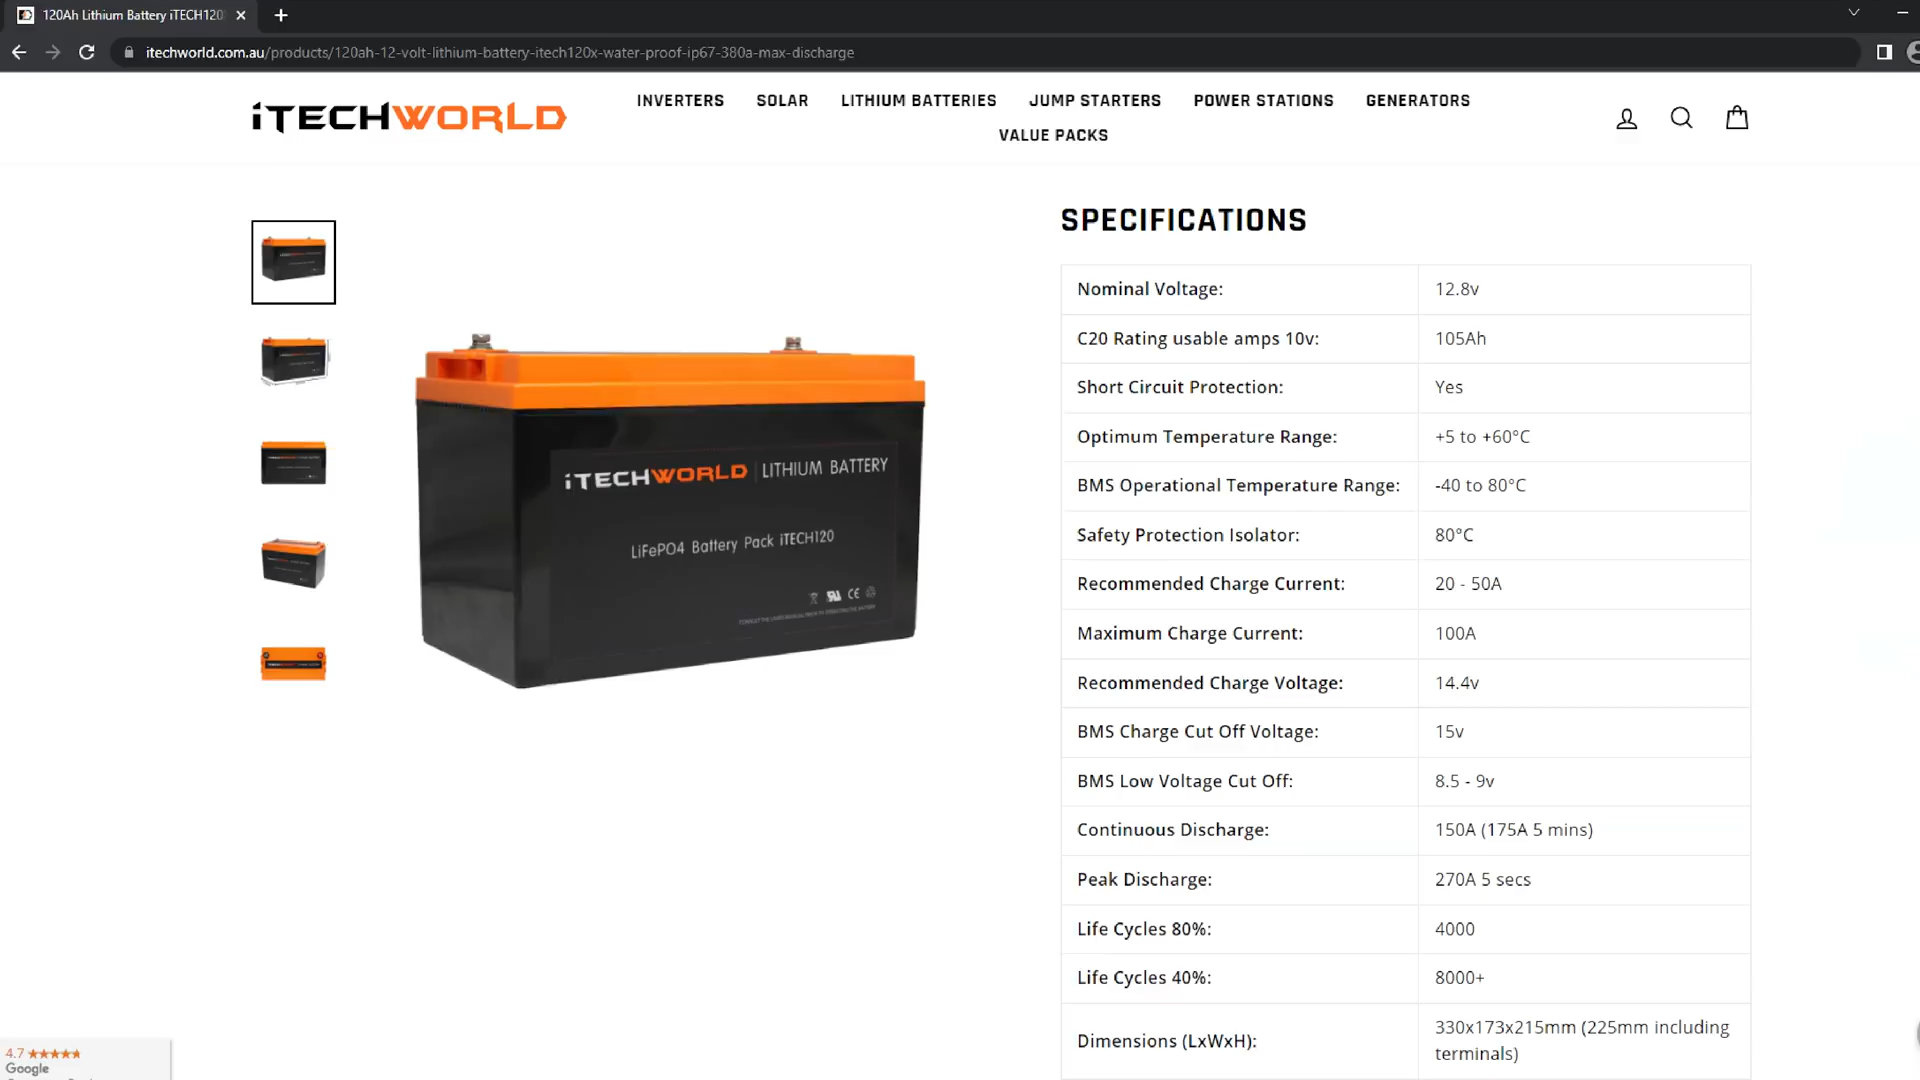 120Ah Lithium Battery iTECH120
itechworld.com.au/products/120ah-12-volt-lithium-battery-itech120x-water-proof-ip67-380a-max-discharge
iTECHWORLD
INVERTERS SOLAR LITHIUM BATTERIES JUMP STARTERS POWER STATIONS GENERATORS
VALUE PACKS
SPECIFICATIONS
Nominal Voltage: 12.8v
C20 Rating usable amps 10v: 105Ah
Short Circuit Protection: Yes
Optimum Temperature Range: +5 to +60°C
BMS Operational Temperature Range: -40 to 80°C
Safety Protection Isolator: 80°C
Recommended Charge Current: 20 - 50A
Maximum Charge Current: 100A
Recommended Charge Voltage: 14.4v
BMS Charge Cut Off Voltage: 15v
BMS Low Voltage Cut Off: 8.5 - 9v
Continuous Discharge: 150A (175A 5 mins)
Peak Discharge: 270A 5 secs
Life Cycles 80%: 4000
Life Cycles 40%: 8000+
Dimensions (LxWxH): 330x173x215mm (225mm including
terminals)
iTECHWORLD LITHIUM BATTERY
LiFePO4 Battery Pack iTECH120
CE
4.7
Google